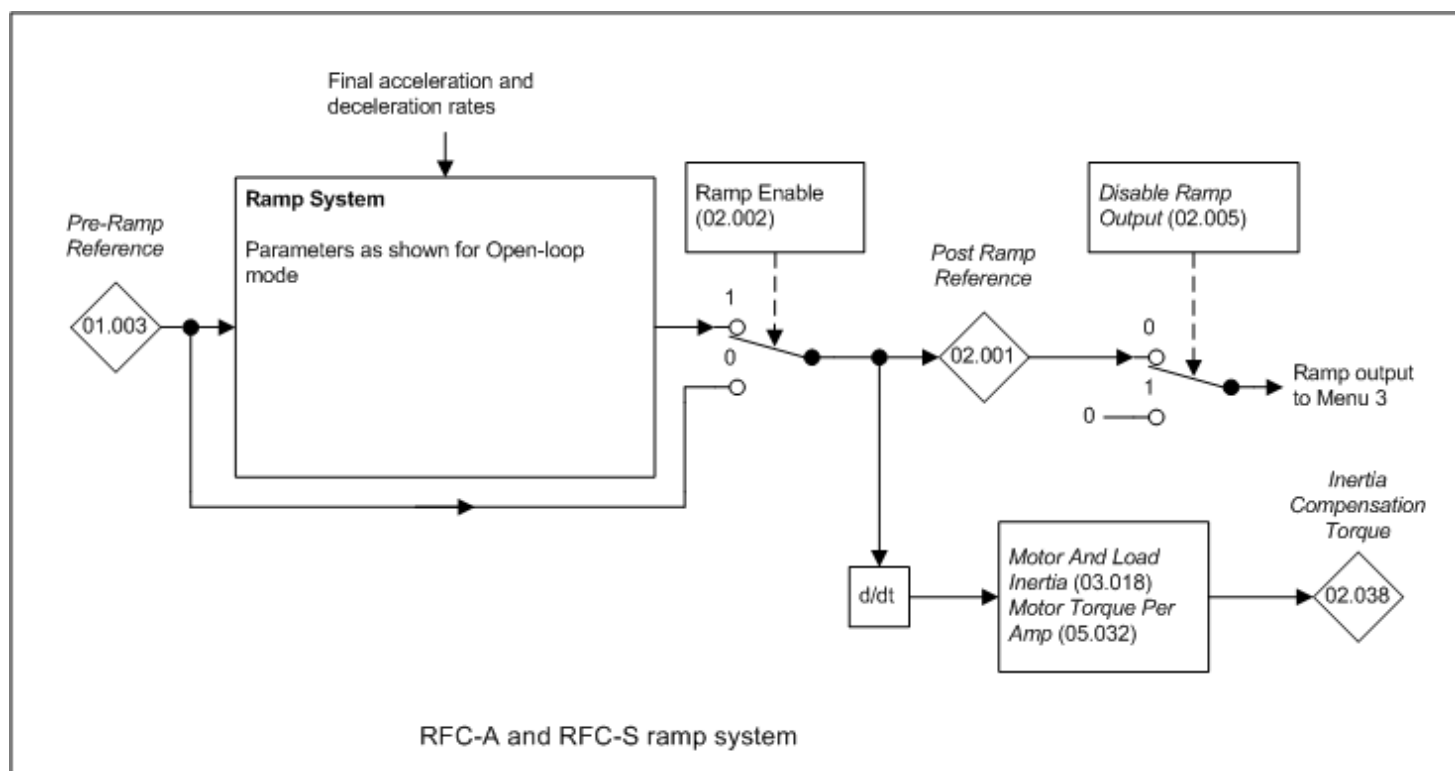 Final acceleration and
deceleration rates
Pre-Ramp
Reference
01.003
Ramp System
Parameters as shown for Open-loop
mode
Ramp Enable
(02.002)
1
0
Post Ramp
Reference
02.001
Disable Ramp
Output (02.005)
0
1
0
Ramp output
to Menu 3
d/dt
Motor And Load
Inertia (03.018)
Motor Torque Per
Amp (05.032)
Inertia
Compensation
Torque
02.038
RFC-A and RFC-S ramp system